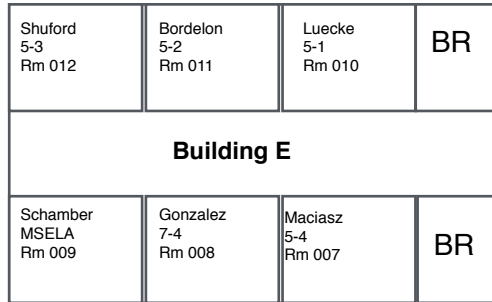 Shuford
5-3
Rm 012
Bordelon
5-2
Rm 011
Luecke
5-1
Rm 010
BR
Building E
Schamber
MSELA
Rm 009
Gonzalez
7-4
Rm 008
Maciasz
5-4
Rm 007
BR